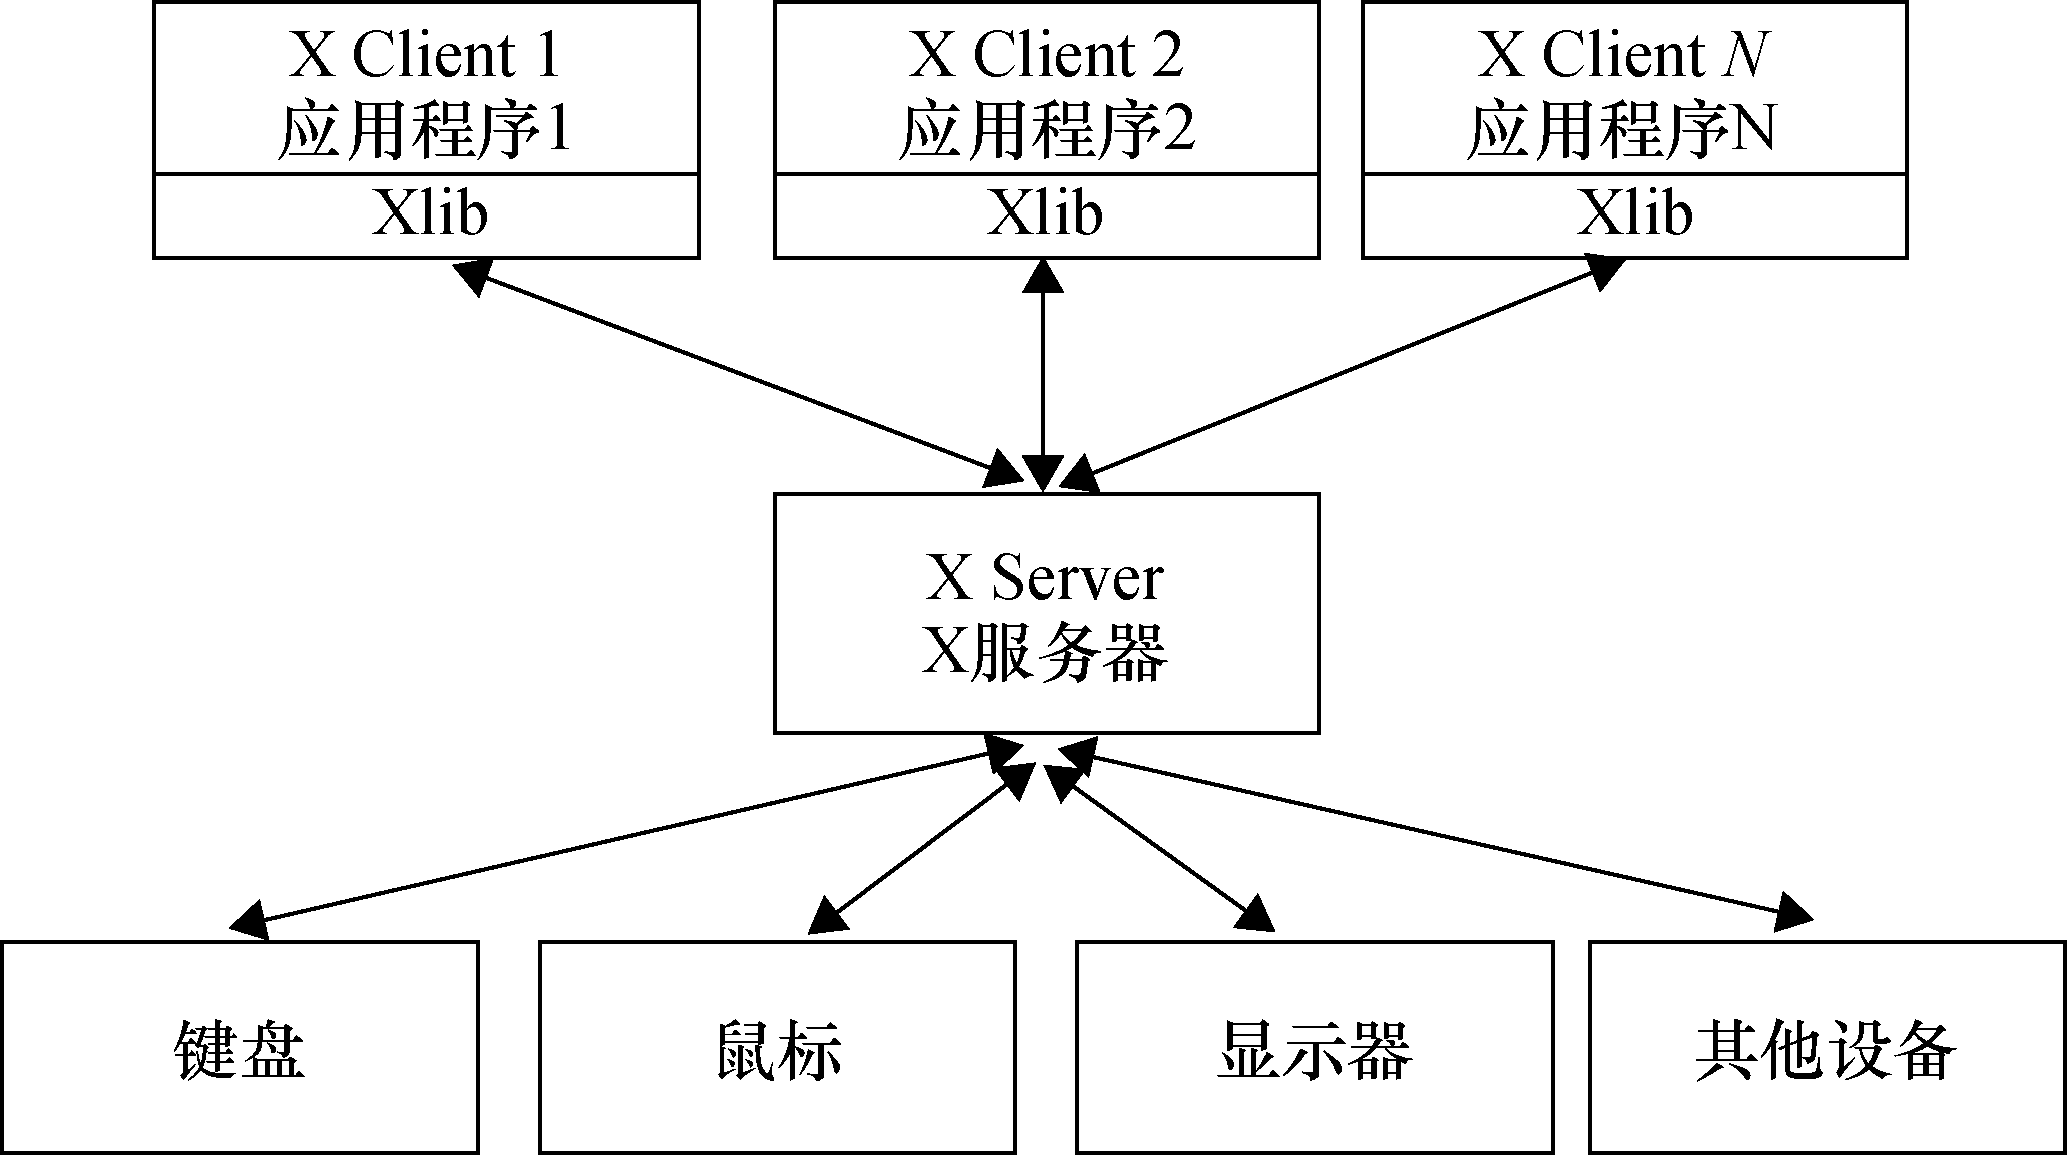 X Client 1
应用程序1
Xlib
X Client 2
应用程序2
Xlib
X Client N
应用程序N
Xlib
X Server
X服务器
键盘
鼠标
显示器
其他设备